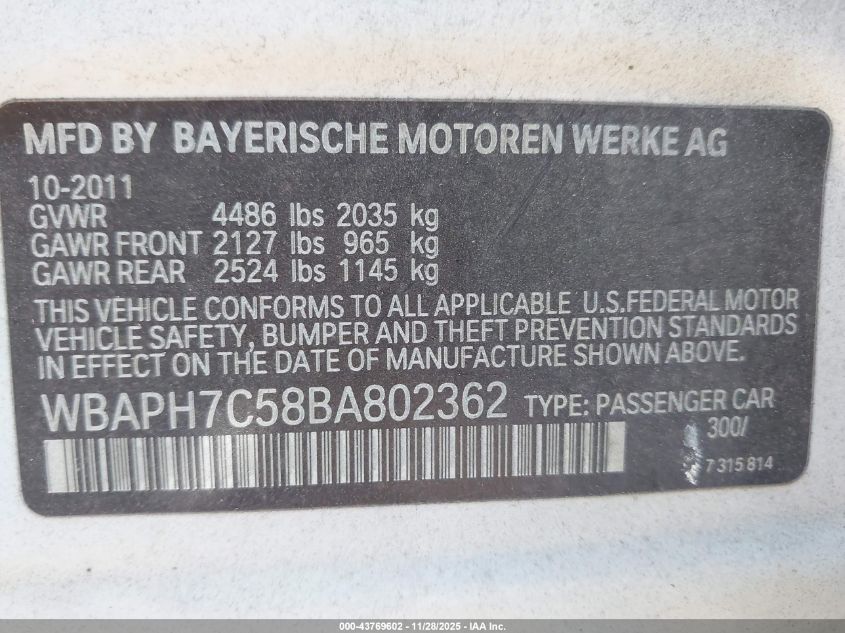 MFD BY BAYERISCHE MOTOREN WERKE AG
10-2011
GVWR 4486 lbs 2035 kg
GAWR FRONT 2127 lbs 965 kg
GAWR REAR 2524 lbs 1145 kg
THIS VEHICLE CONFORMS TO ALL APPLICABLE U.S.FEDERAL MOTOR
VEHICLE SAFETY, BUMPER AND THEFT PREVENTION STANDARDS
IN EFFECT ON THE DATE OF MANUFACTURE SHOWN ABOVE.
WBAPH7C58BA802362 TYPE: PASSENGER CAR
300/
7 315 814
000-43769602 - 11/28/2025 - IAA Inc.